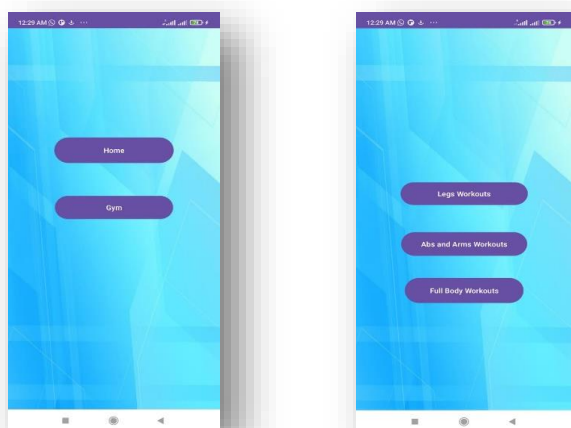 12:29 AM
Home
Gym
12:29 AM
Legs Workouts
Abs and Arms Workouts
Full Body Workouts